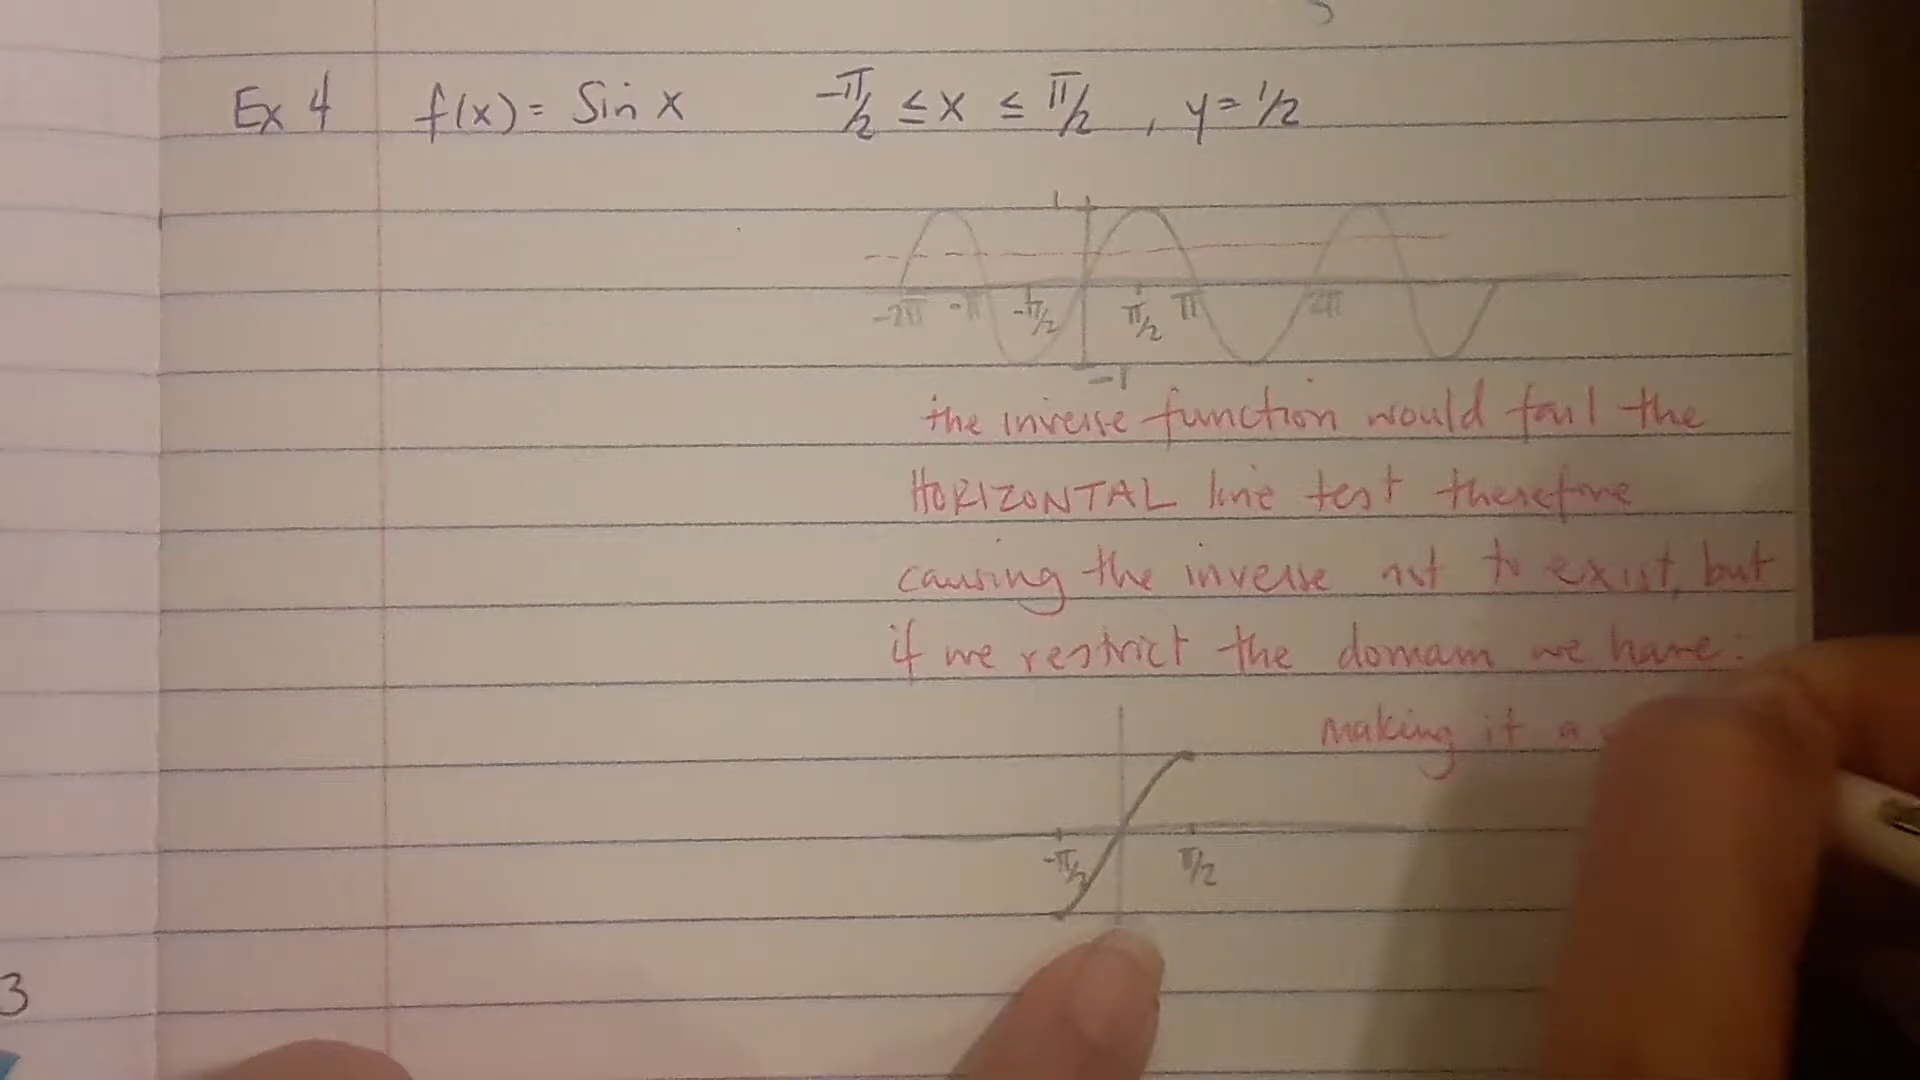 Ex 4 f(x) = Sin x -π/2 ≤ x ≤ π/2 , y = 1/2
1
-2π -π -π/2 π/2 π 2π
-1
the inverse function would fail the
HORIZONTAL line test therefore
causing the inverse not to exist, but
if we restrict the domain we have:
making it a
-π/2 π/2
3